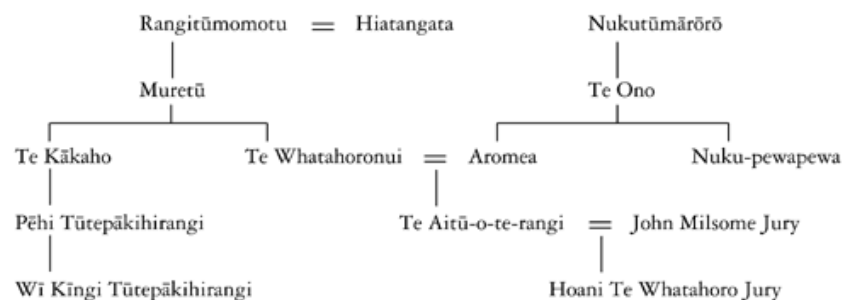 Rangitūmomotu = Hiatangata Nukutūmārōrō
Muretū Te Ono
Te Kākaho Te Whatahoronui = Aromea Nuku-pewapewa
Pēhi Tūtepākihirangi Te Aitū-o-te-rangi = John Milsome Jury
Wī Kīngi Tūtepākihirangi Hoani Te Whatahoro Jury